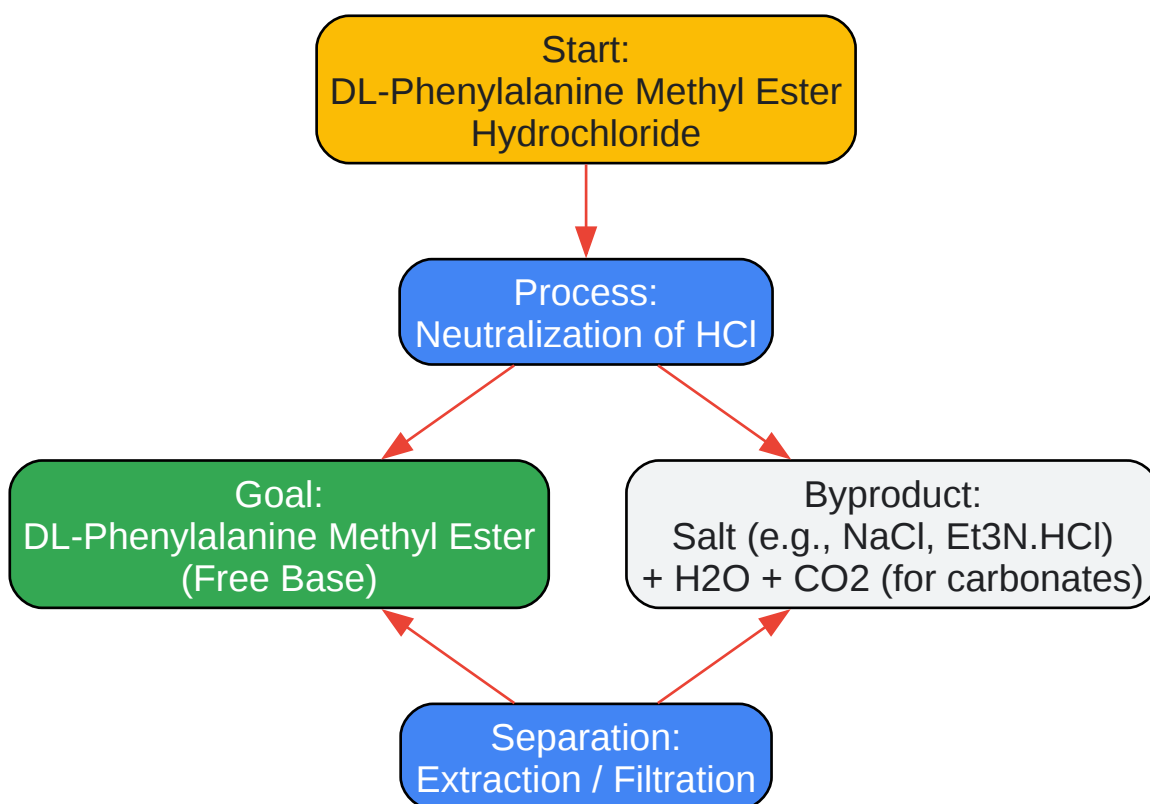 Start:
DL-Phenylalanine Methyl Ester
Hydrochloride
Process:
Neutralization of HCl
Goal:
DL-Phenylalanine Methyl Ester
(Free Base)
Byproduct:
Salt (e.g., NaCl, Et3N.HCl)
+ H2O + CO2 (for carbonates)
Separation:
Extraction / Filtration